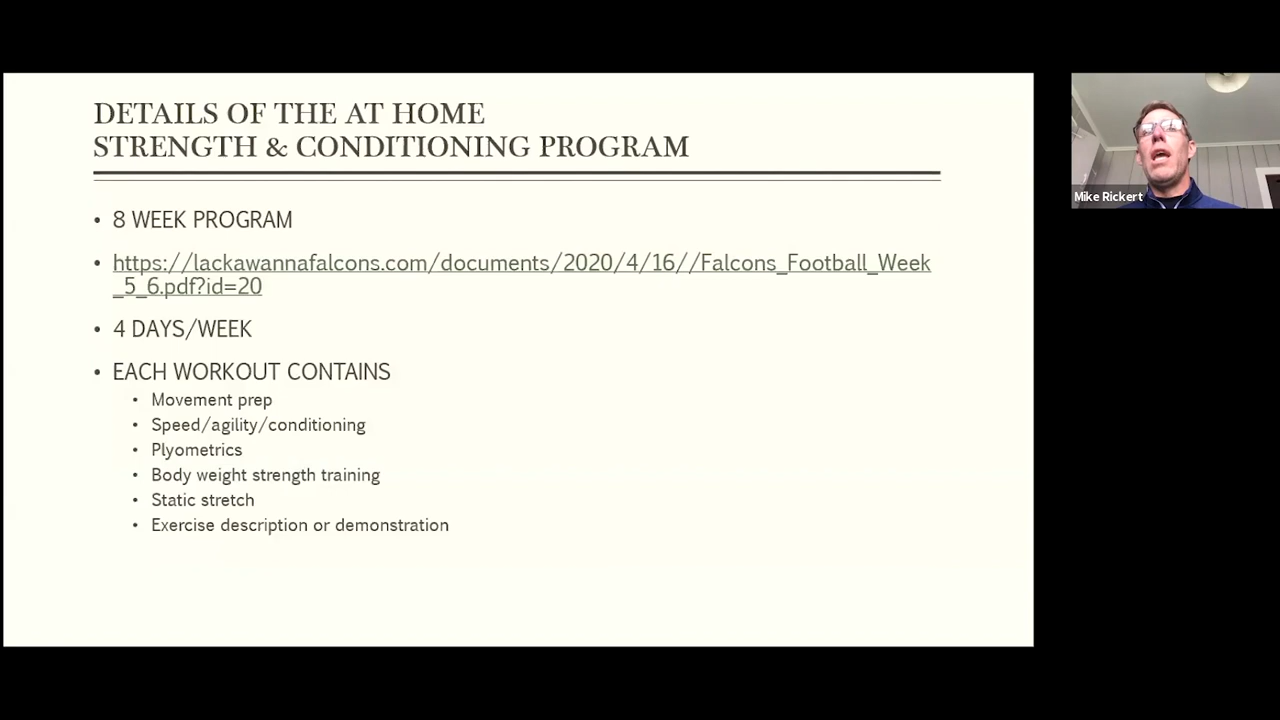 DETAILS OF THE AT HOME
STRENGTH & CONDITIONING PROGRAM
• 8 WEEK PROGRAM
• https://lackawannafalcons.com/documents/2020/4/16//Falcons_Football_Week
_5_6.pdf?id=20
• 4 DAYS/WEEK
• EACH WORKOUT CONTAINS
• Movement prep
• Speed/agility/conditioning
• Plyometrics
• Body weight strength training
• Static stretch
• Exercise description or demonstration
Mike Rickert